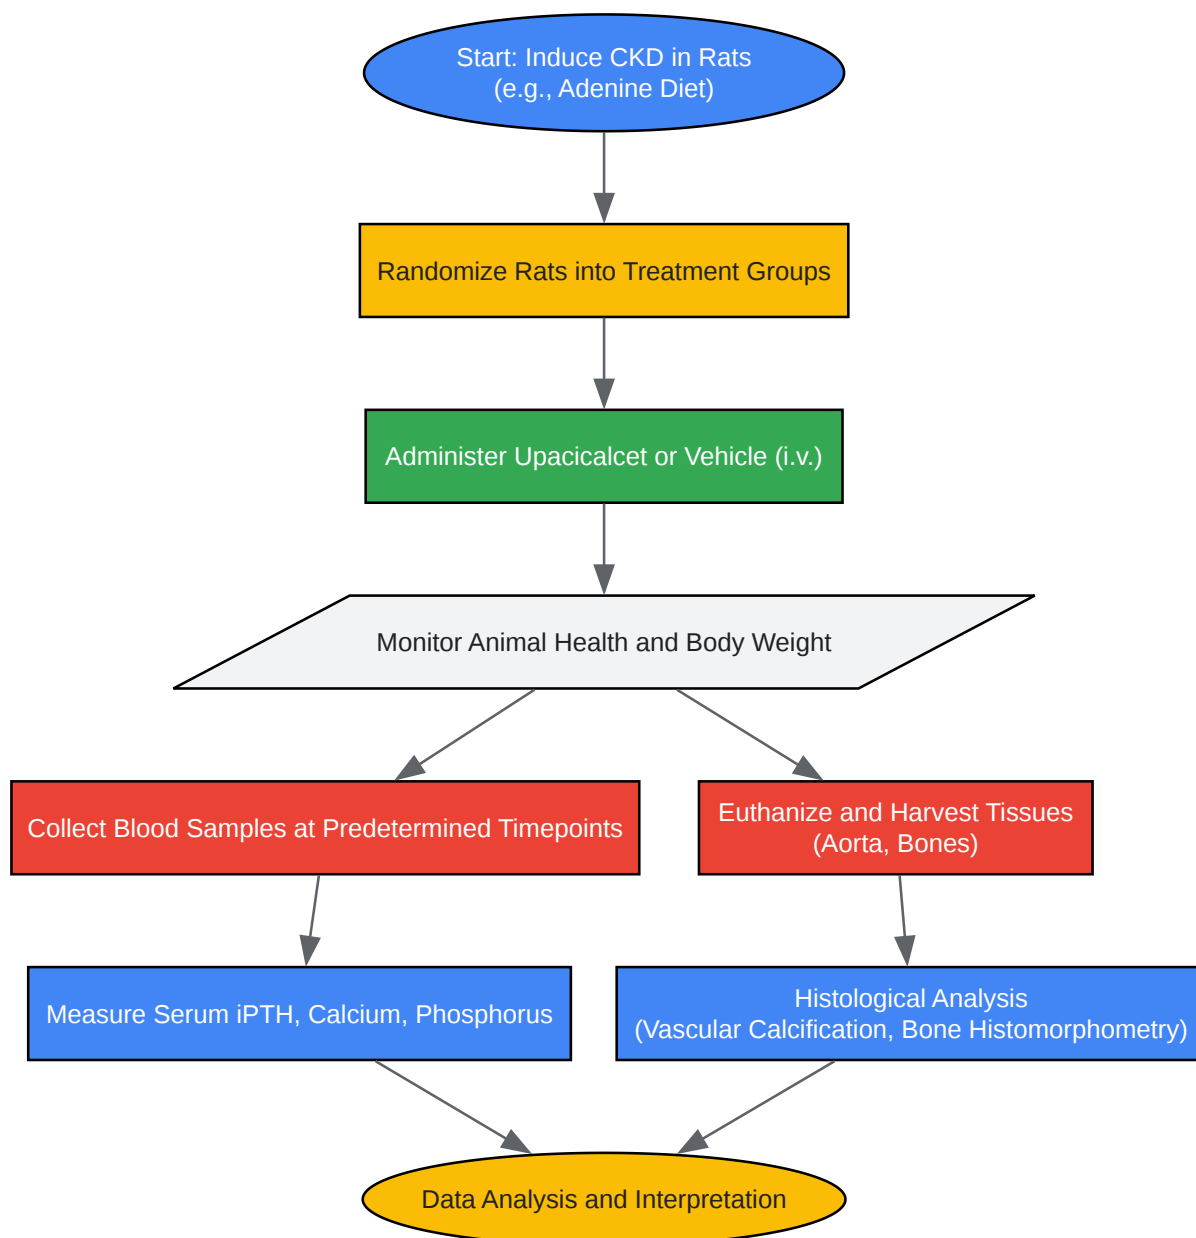 Start: Induce CKD in Rats
(e.g., Adenine Diet)
Randomize Rats into Treatment Groups
Administer Upacicalcet or Vehicle (i.v.)
Monitor Animal Health and Body Weight
Collect Blood Samples at Predetermined Timepoints
Euthanize and Harvest Tissues
(Aorta, Bones)
Measure Serum iPTH, Calcium, Phosphorus
Histological Analysis
(Vascular Calcification, Bone Histomorphometry)
Data Analysis and Interpretation